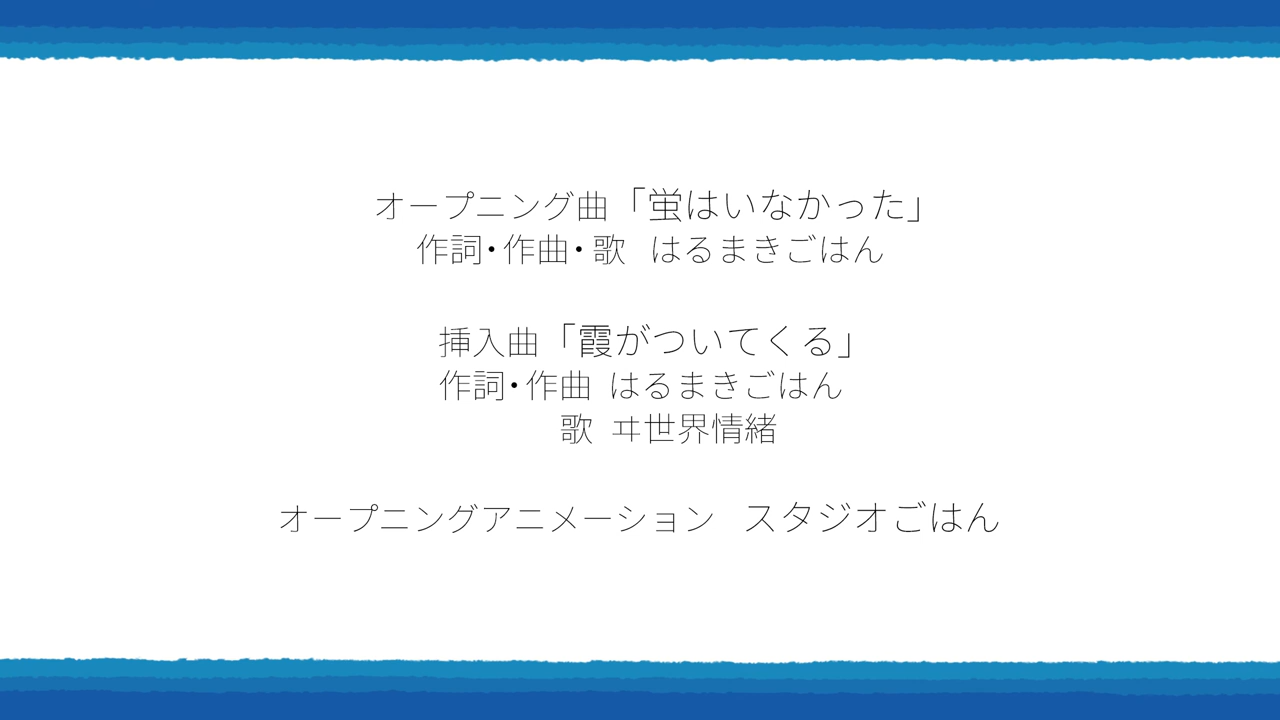 オープニング曲「蛍はいなかった」
作詞・作曲・歌 はるまきごはん
挿入曲「霞がついてくる」
作詞・作曲 はるまきごはん
歌 ヰ世界情緒
オープニングアニメーション スタジオごはん